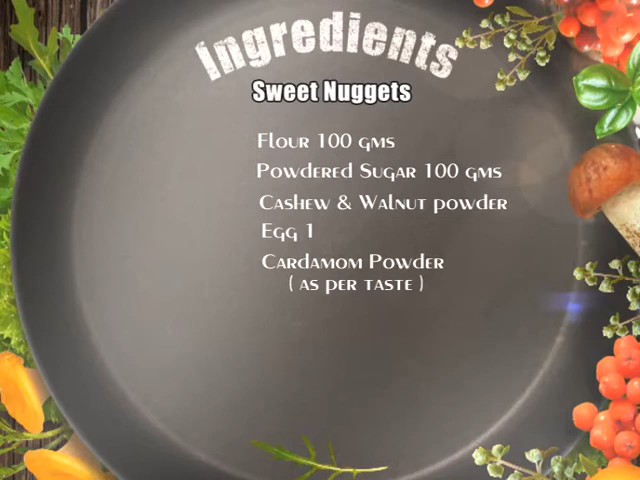 Ingredients
Sweet Nuggets
Flour 100 gms
Powdered Sugar 100 gms
Cashew & Walnut powder
Egg 1
Cardamom Powder
( as per taste )